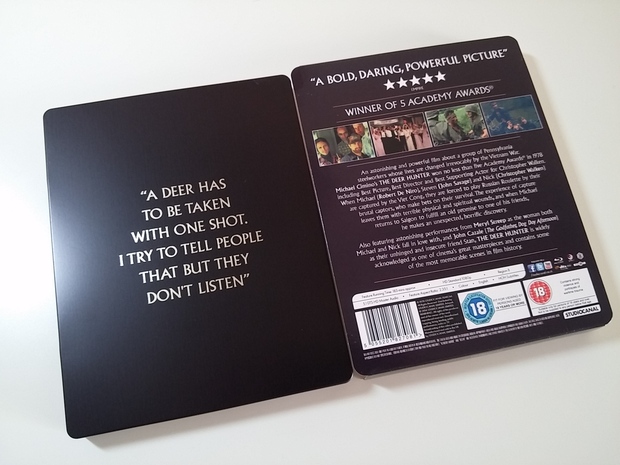 “A DEER HAS
TO BE TAKEN
WITH ONE SHOT.
I TRY TO TELL PEOPLE
THAT BUT THEY
DON'T LISTEN”
“A BOLD, DARING, POWERFUL PICTURE”
EMPIRE
WINNER OF 5 ACADEMY AWARDS®
An astonishing and powerful film about a group of Pennsylvania
steelworkers whose lives are changed irrevocably by the Vietnam War.
Michael Cimino's THE DEER HUNTER won no less than five Academy Awards® in 1978
including Best Picture, Best Director and Best Supporting Actor for Christopher Walken.
When Michael (Robert De Niro), Steven (John Savage) and Nick (Christopher Walken)
are captured by the Viet Cong, they are forced to play Russian Roulette by their
brutal captors, who make bets on their survival. The experience of capture
leaves them with terrible physical and spiritual wounds, and when Michael
returns to Saigon to fulfill an old promise to one of his friends,
he makes an unexpected, horrific discovery.
Also featuring astonishing performances from Meryl Streep as the woman both
Michael and Nick fall in love with, and John Cazale (The Godfather, Dog Day Afternoon)
as their unhinged and insecure friend Stan, THE DEER HUNTER is widely
acknowledged as one of cinema's great masterpieces and contains some
of the most memorable scenes in film history.
18
18
STUDIOCANAL